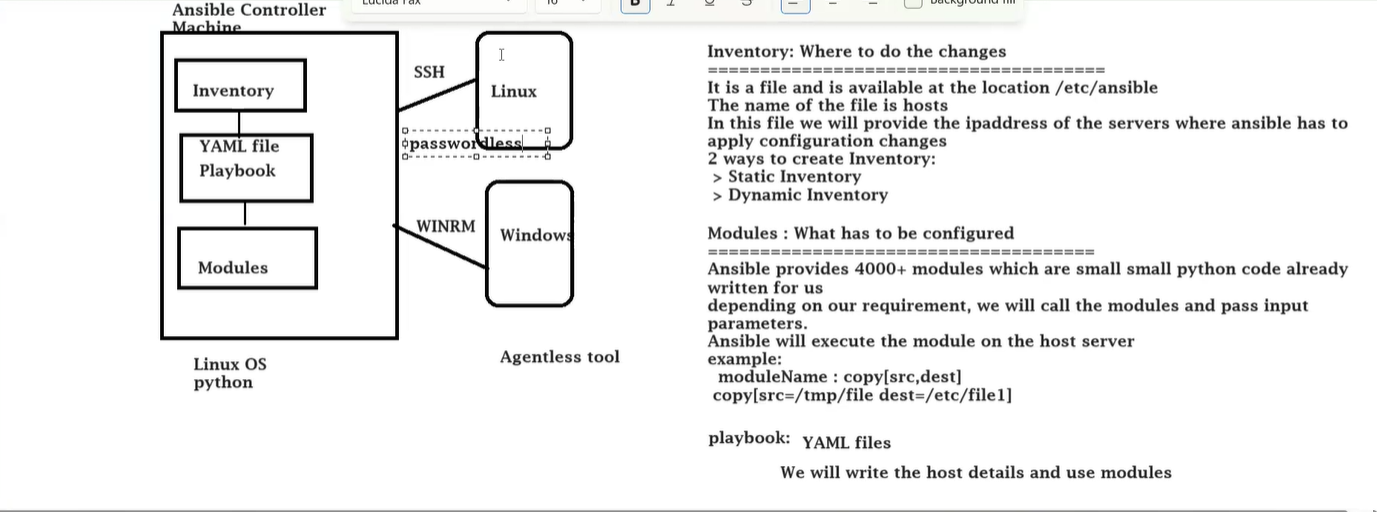 Lucida Fax
Background fill
Ansible Controller
Machine
Inventory
YAML file
Playbook
Modules
Linux OS
python
SSH
Linux
passwordless
WINRM
Windows
Agentless tool
Inventory: Where to do the changes
======================================
It is a file and is available at the location /etc/ansible
The name of the file is hosts
In this file we will provide the ipaddress of the servers where ansible has to
apply configuration changes
2 ways to create Inventory:
> Static Inventory
> Dynamic Inventory
Modules : What has to be configured
=====================================
Ansible provides 4000+ modules which are small small python code already
written for us
depending on our requirement, we will call the modules and pass input
parameters.
Ansible will execute the module on the host server
example:
moduleName : copy[src,dest]
copy[src=/tmp/file dest=/etc/file1]
playbook: YAML files
We will write the host details and use modules